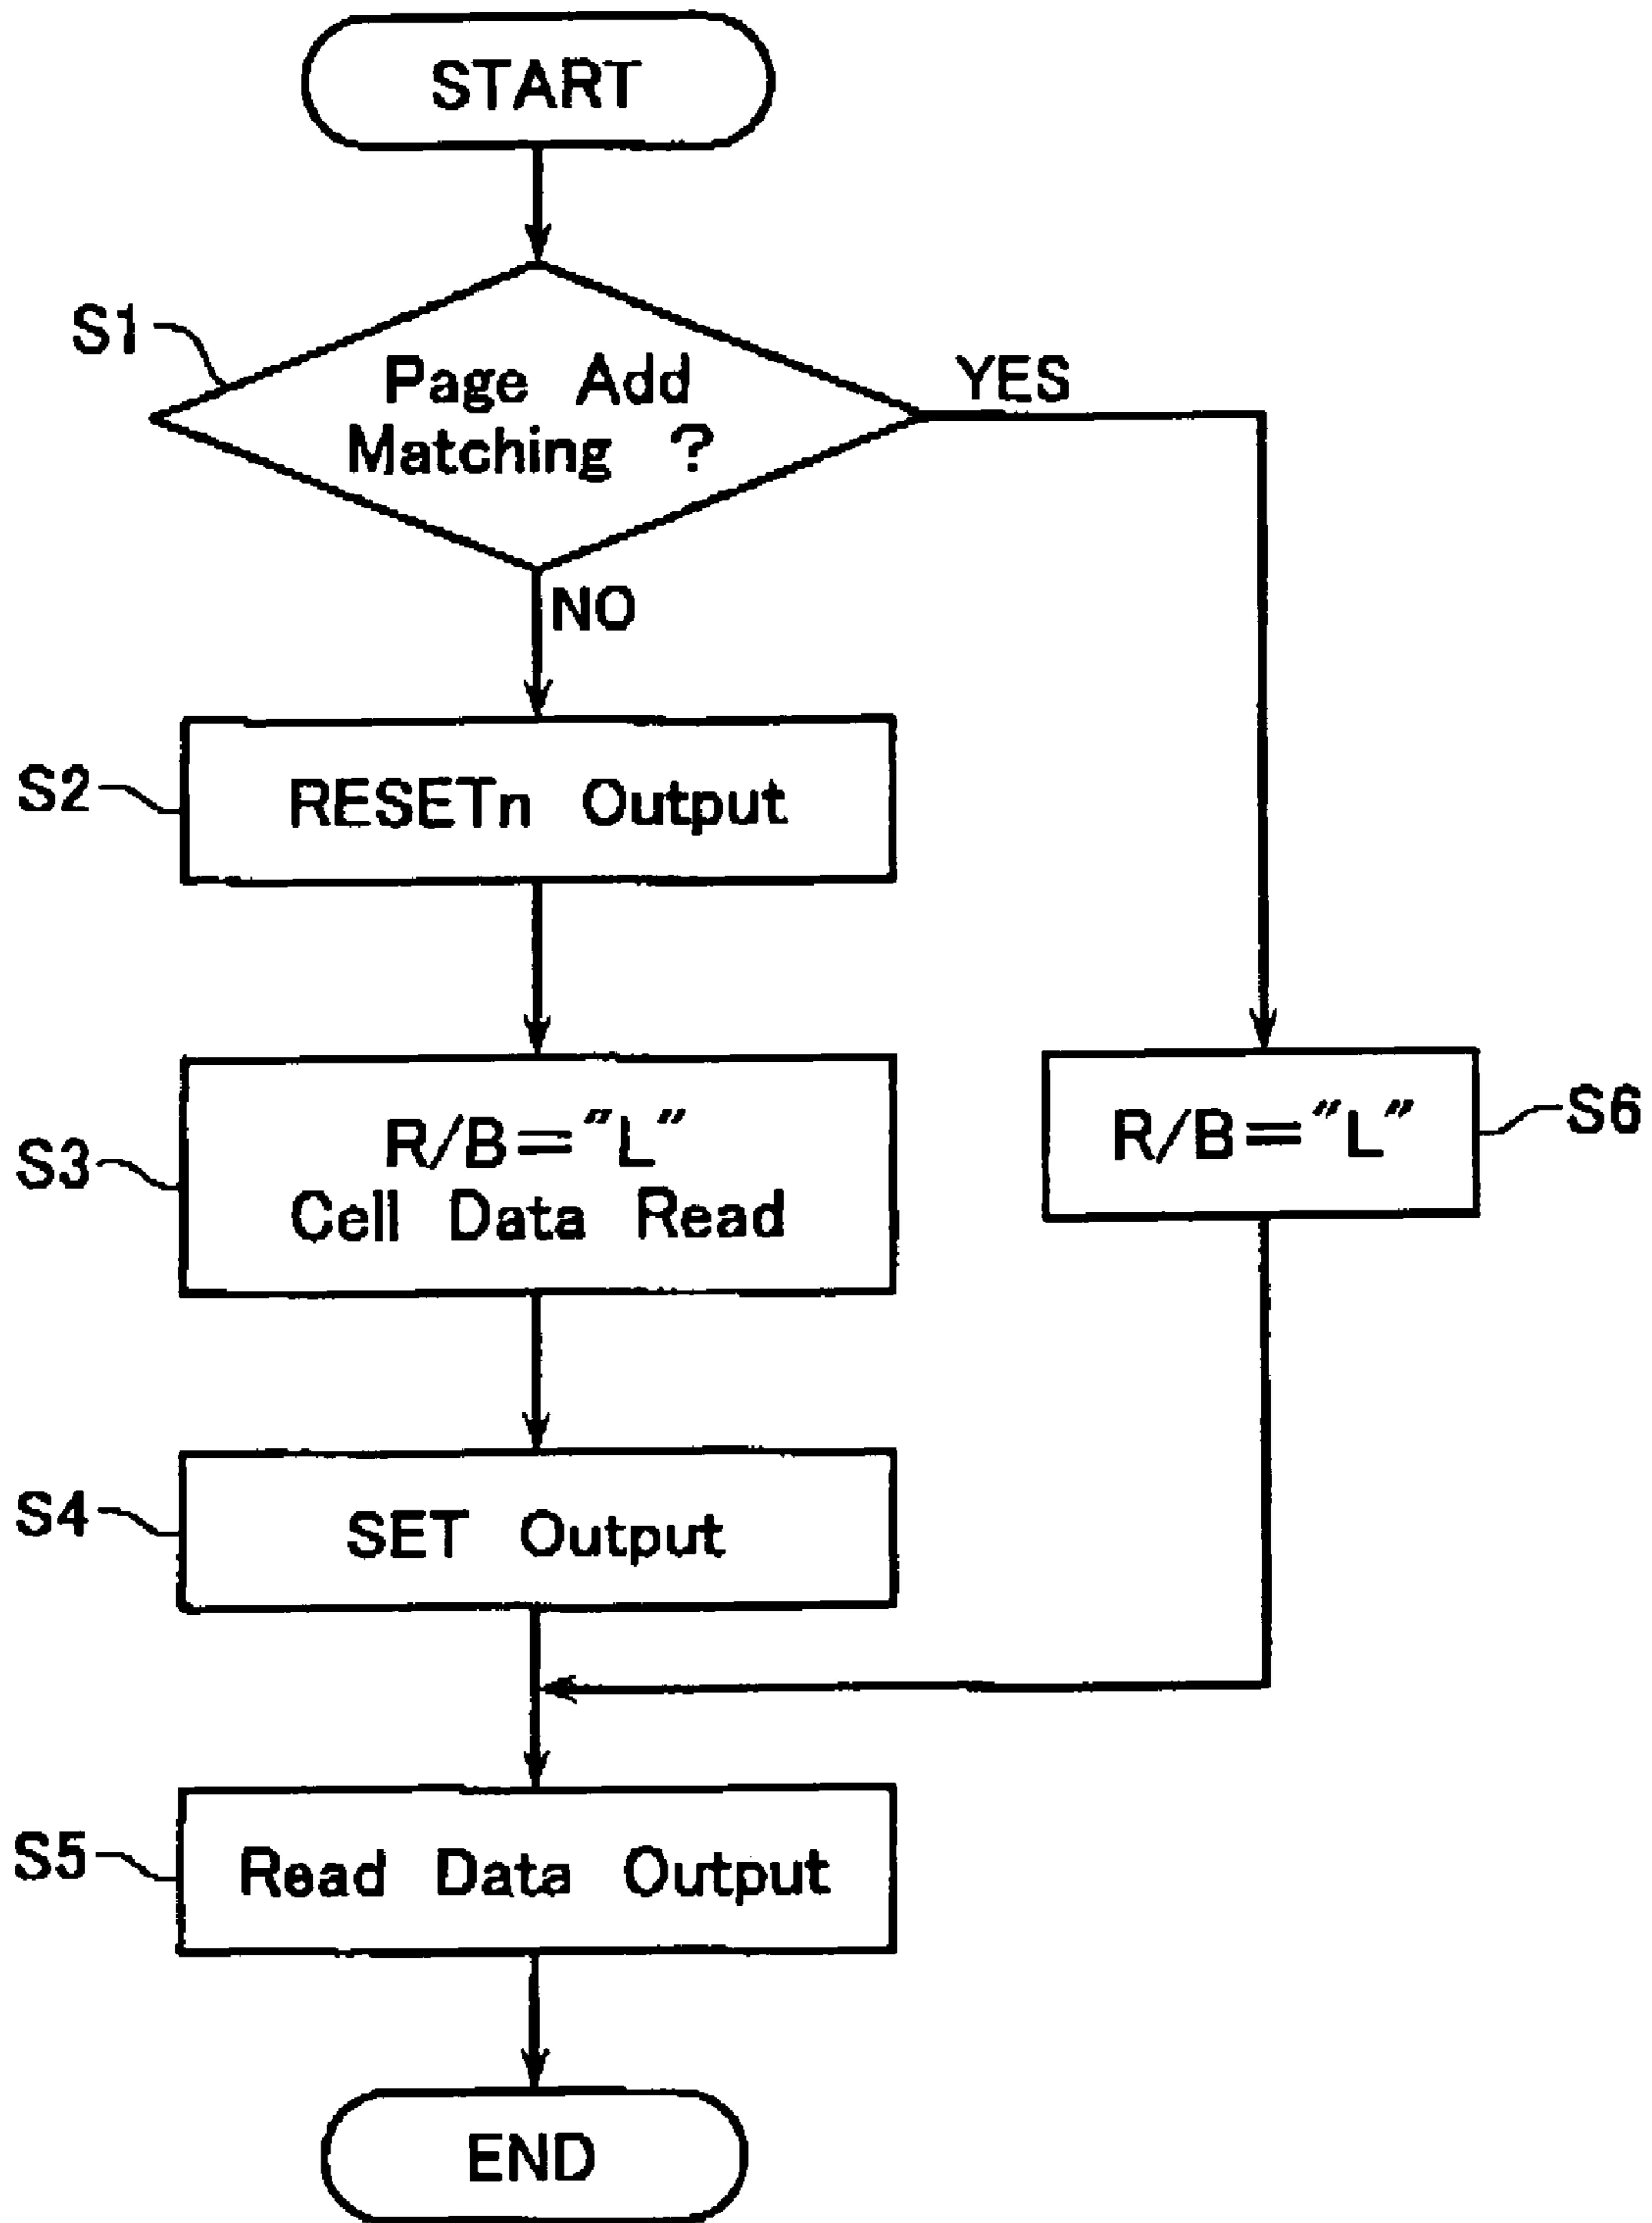 START
S1
Page Add
Matching ?
YES
NO
S2
RESETn Output
S3
R/B="L"
Cell Data Read
R/B="L"
S6
S4
SET Output
S5
Read Data Output
END